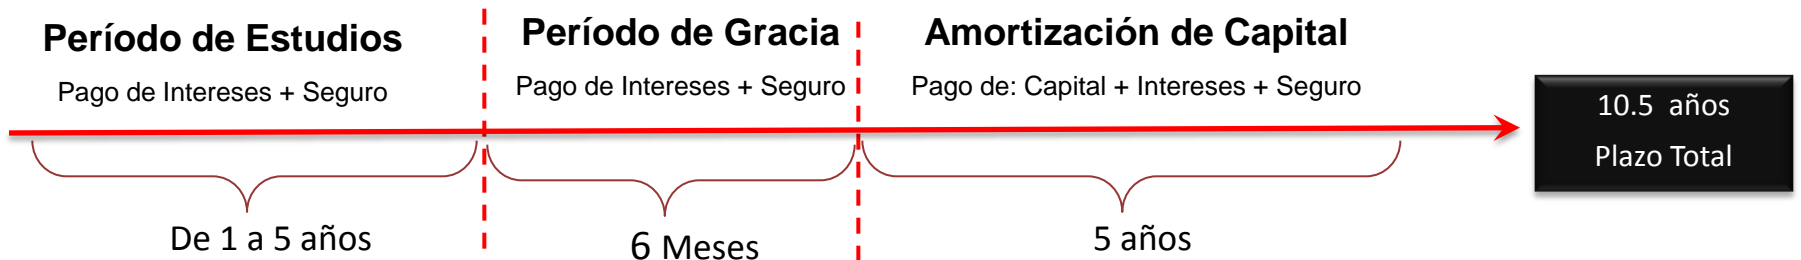 Período de Estudios
Pago de Intereses + Seguro
De 1 a 5 años
Período de Gracia
Pago de Intereses + Seguro
6 Meses
Amortización de Capital
Pago de: Capital + Intereses + Seguro
5 años
10.5 años
Plazo Total